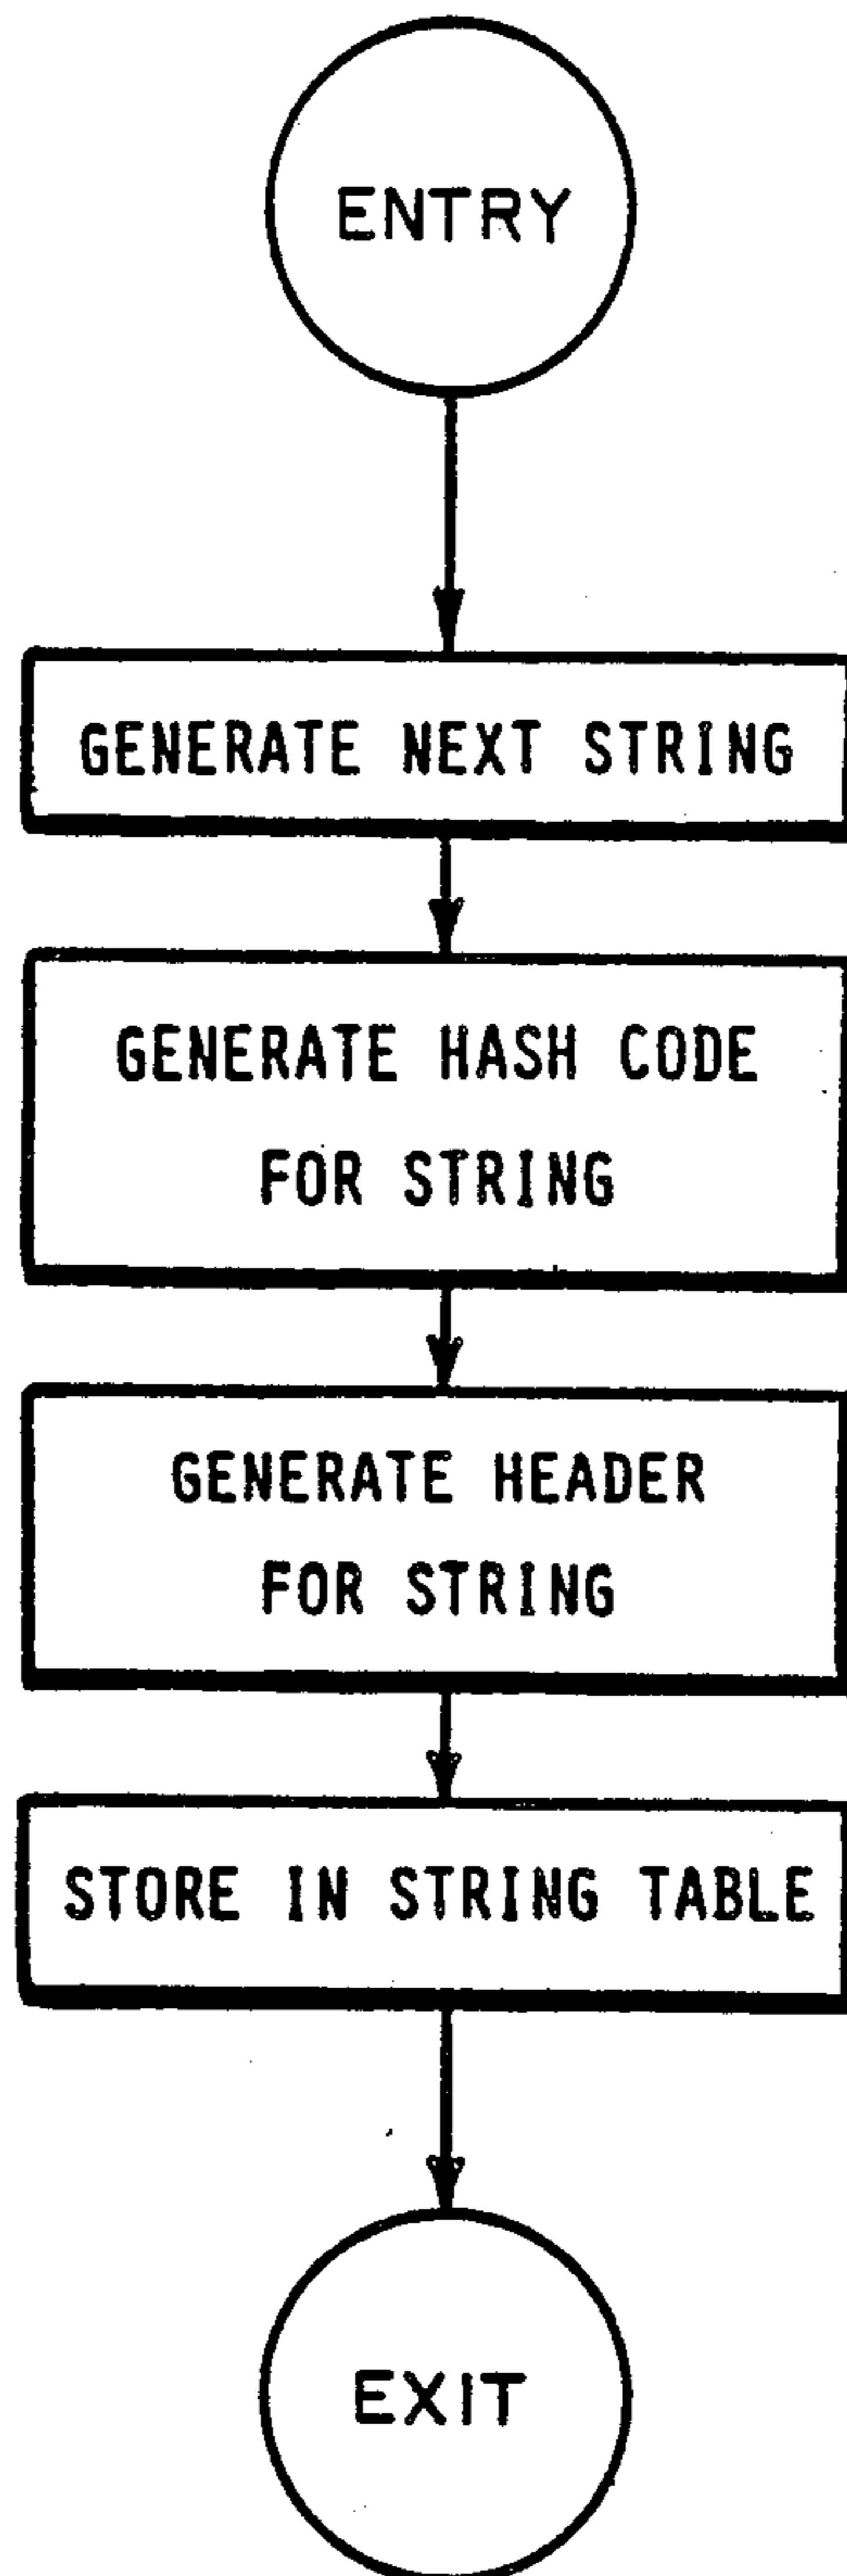 ENTRY
GENERATE NEXT STRING
GENERATE HASH CODE
FOR STRING
GENERATE HEADER
FOR STRING
STORE IN STRING TABLE
EXIT